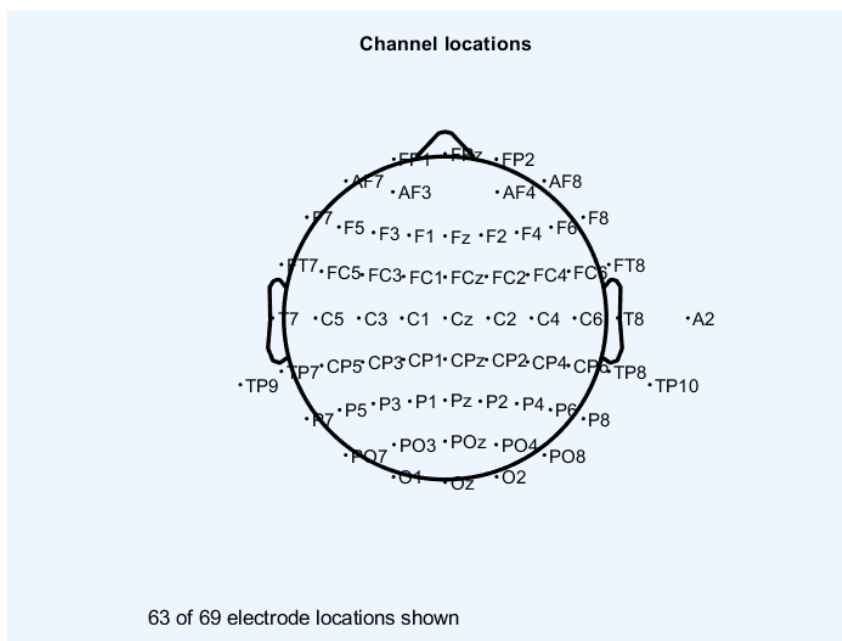 Channel locations
FP1 FPz FP2
AF7 AF8
AF3 AF4
F7 F8
F5 F3 F1 Fz F2 F4 F6
FT7 FC5 FC3 FC1 FCz FC2 FC4 FC6 FT8
T7 C5 C3 C1 Cz C2 C4 C6 T8 A2
TP7 CP5 CP3 CP1 CPz CP2 CP4 CP6 TP8
TP9 TP10
P7 P5 P3 P1 Pz P2 P4 P6 P8
PO3 POz PO4
PO7 PO8
O1 Oz O2
63 of 69 electrode locations shown